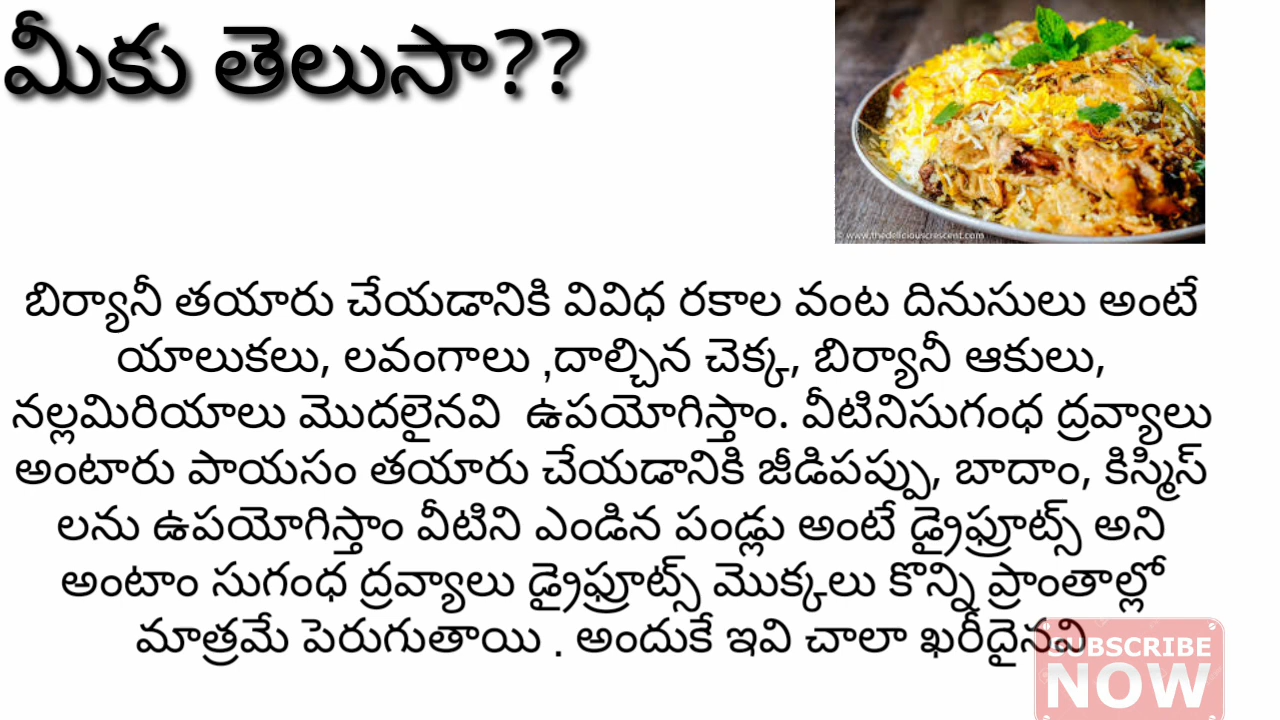 మీకు తెలుసా??
© www.thedeliciouscrescent.com
బిర్యానీ తయారు చేయడానికి వివిధ రకాల వంట దినుసులు అంటే
యాలుకలు, లవంగాలు ,దాల్చిన చెక్క, బిర్యానీ ఆకులు,
నల్లమిరియాలు మొదలైనవి  ఉపయోగిస్తాం. వీటినిసుగంధ ద్రవ్యాలు
అంటారు పాయసం తయారు చేయడానికి జీడిపప్పు, బాదాం, కిస్మిస్
లను ఉపయోగిస్తాం వీటిని ఎండిన పండ్లు అంటే డ్రైఫ్రూట్స్ అని
అంటాం సుగంధ ద్రవ్యాలు డ్రైఫ్రూట్స్ మొక్కలు కొన్ని ప్రాంతాల్లో
మాత్రమే పెరుగుతాయి . అందుకే ఇవి చాలా ఖరీదైనవి
SUBSCRIBE
NOW